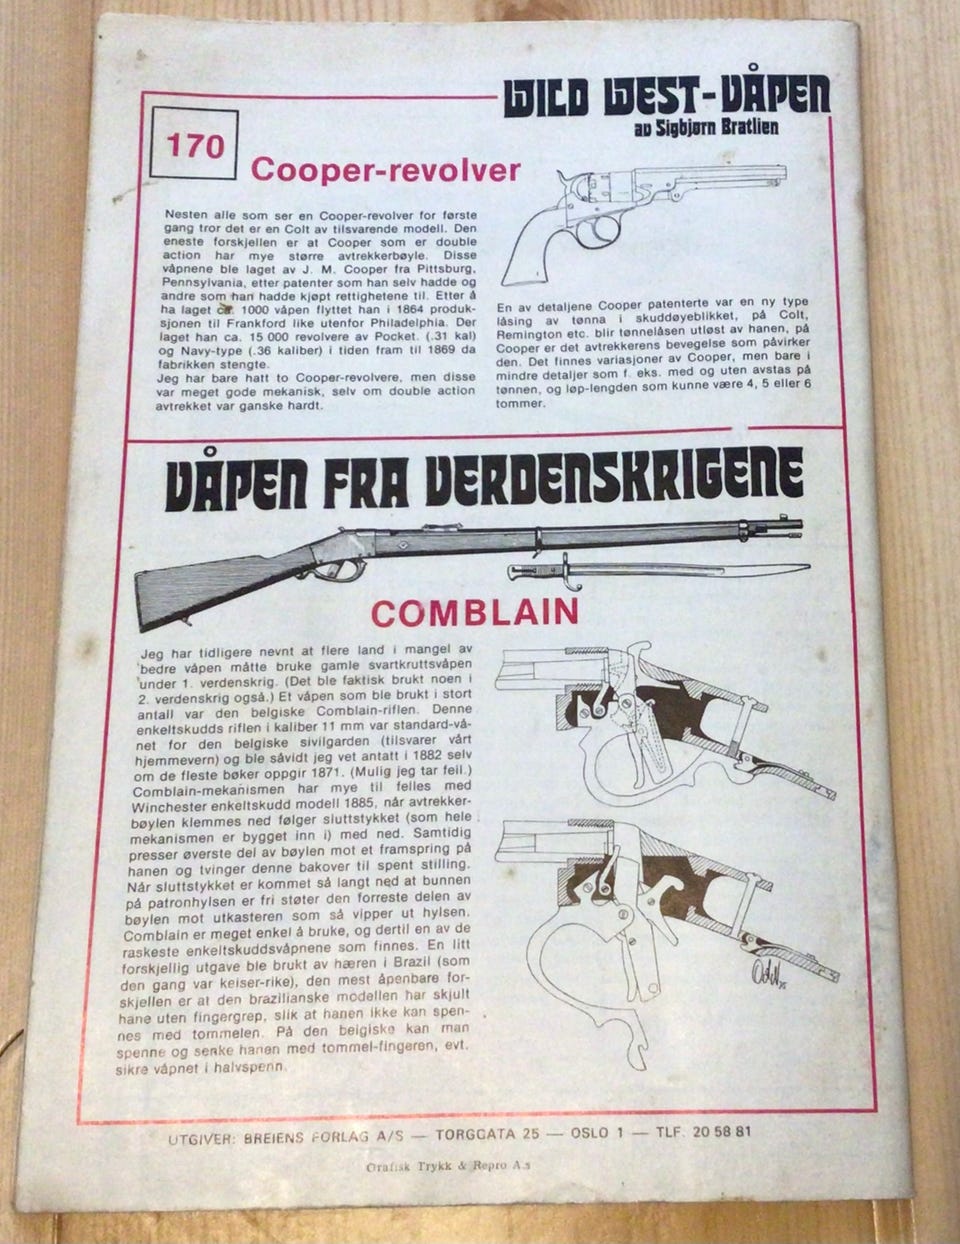 WILD WEST-VÅPEN
av Sigbjørn Bratlien
170
Cooper-revolver
Nesten alle som ser en Cooper-revolver for første
gang tror det er en Colt av tilsvarende modell. Den
eneste forskjellen er at Cooper som er double
action har mye større avtrekkerbøyle. Disse
våpnene ble laget av J. M. Cooper fra Pittsburg,
Pennsylvania, etter patenter som han selv hadde og
andre som han hadde kjøpt rettighetene til. Etter å
ha laget ca. 1000 våpen flyttet han i 1864 produk-
sjonen til Frankford like utenfor Philadelphia. Der
laget han ca. 15 000 revolvere av Pocket. (.31 kal)
og Navy-type (.36 kaliber) i tiden fram til 1869 da
fabrikken stengte.
Jeg har bare hatt to Cooper-revolvere, men disse
var meget gode mekanisk, selv om double action
avtrekket var ganske hardt.
En av detaljene Cooper patenterte var en ny type
låsing av tønna i skuddøyeblikket, på Colt,
Remington etc. blir tønnelåsen utløst av hanen, på
Cooper er det avtrekkerens bevegelse som påvirker
den. Det finnes variasjoner av Cooper, men bare i
mindre detaljer som f. eks. med og uten avstas på
tønnen, og løp-lengden som kunne være 4, 5 eller 6
tommer.
VÅPEN FRA VERDENSKRIGENE
COMBLAIN
Jeg har tidligere nevnt at flere land i mangel av
bedre våpen måtte bruke gamle svartkruttsvåpen
under 1. verdenskrig. (Det ble faktisk brukt noen i
2. verdenskrig også.) Et våpen som ble brukt i stort
antall var den belgiske Comblain-riflen. Denne
enkeltskudds riflen i kaliber 11 mm var standard-vå-
net for den belgiske sivilgarden (tilsvarer vårt
hjemmevern) og ble såvidt jeg vet antatt i 1882 selv
om de fleste bøker oppgir 1871. (Mulig jeg tar feil.)
Comblain-mekanismen har mye til felles med
Winchester enkeltskudd modell 1885, når avtrekker-
bøylen klemmes ned følger sluttstykket (som hele
mekanismen er bygget inn i) med ned. Samtidig
presser øverste del av bøylen mot et framspring på
hanen og tvinger denne bakover til spent stilling.
Når sluttstykket er kommet så langt ned at bunnen
på patronhylsen er fri støter den forreste delen av
bøylen mot utkasteren som så vipper ut hylsen.
Comblain er meget enkel å bruke, og dertil en av de
raskeste enkeltskuddsvåpnene som finnes. En litt
forskjellig utgave ble brukt av hæren i Brazil (som
den gang var keiser-rike), den mest åpenbare for-
skjellen er at den brazilianske modellen har skjult
hane uten fingergrep, slik at hanen ikke kan spen-
nes med tommelen. På den belgiske kan man
spenne og senke hanen med tommel-fingeren, evt.
sikre våpnet i halvspenn.
UTGIVER: BREIENS FORLAG A/S — TORGGATA 25 — OSLO 1 — TLF. 20 58 81
Grafisk Trykk & Repro A.s